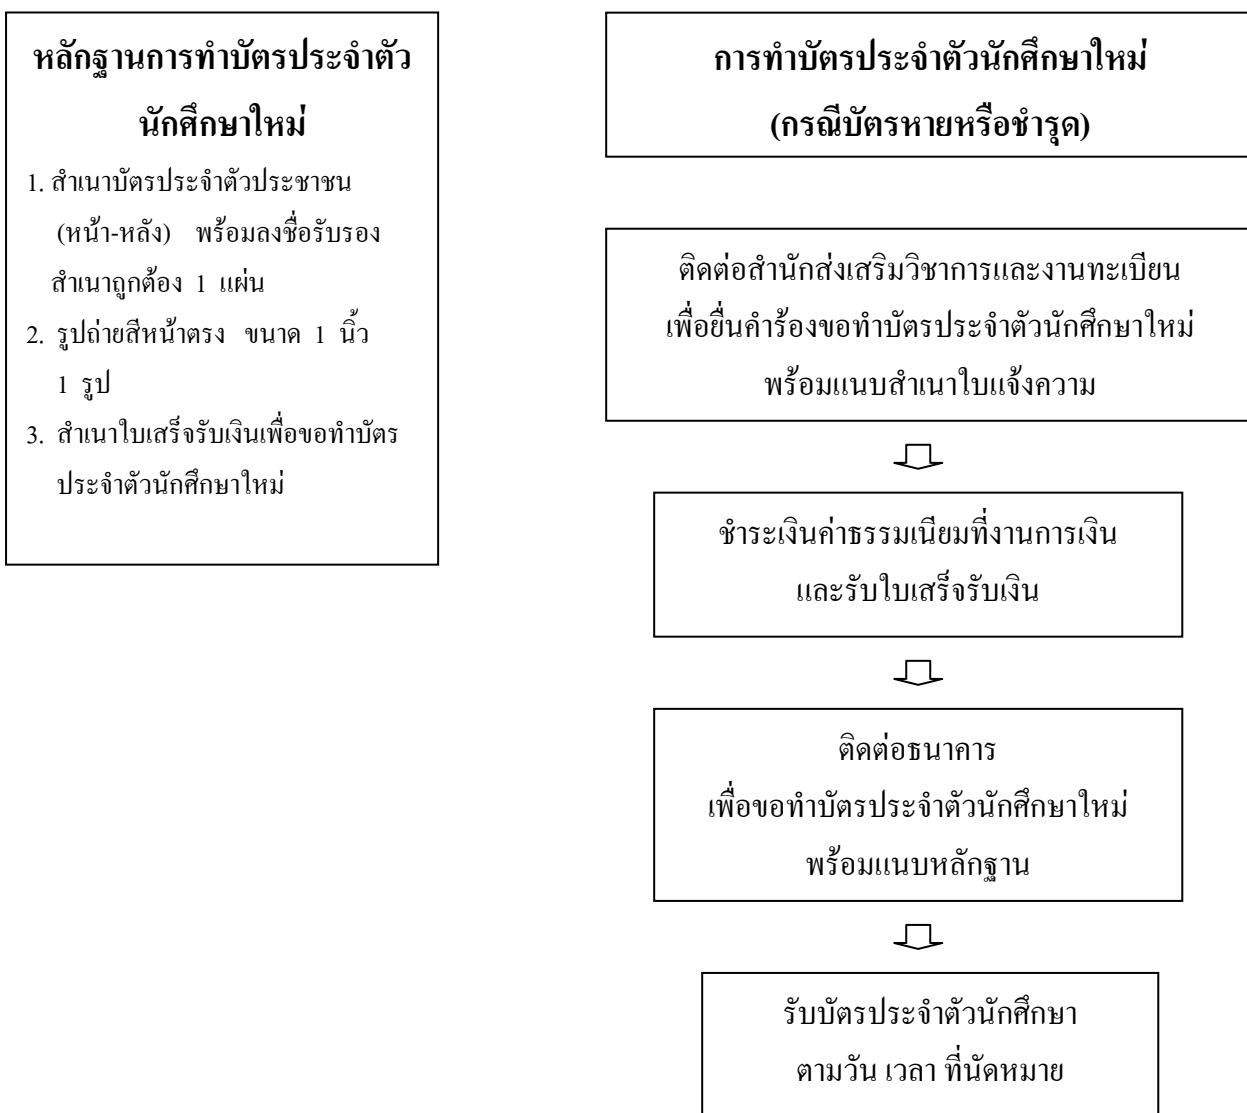 หลักฐานการทำบัตรประจำตัว
นักศึกษาใหม่
1. สำเนาบัตรประจำตัวประชาชน
(หน้า-หลัง) พร้อมลงชื่อรับรอง
สำเนาถูกต้อง 1 แผ่น
2. รูปถ่ายสีหน้าตรง ขนาด 1 นิ้ว
1 รูป
3. สำเนาใบเสร็จรับเงินเพื่อขอทำบัตร
ประจำตัวนักศึกษาใหม่
การทำบัตรประจำตัวนักศึกษาใหม่
(กรณีบัตรหายหรือชำรุด)
ติดต่อสำนักส่งเสริมวิชาการและงานทะเบียน
เพื่อยื่นคำร้องขอทำบัตรประจำตัวนักศึกษาใหม่
พร้อมแนบสำเนาใบแจ้งความ
ชำระเงินค่าธรรมเนียมที่งานการเงิน
และรับใบเสร็จรับเงิน
ติดต่อธนาคาร
เพื่อขอทำบัตรประจำตัวนักศึกษาใหม่
พร้อมแนบหลักฐาน
รับบัตรประจำตัวนักศึกษา
ตามวัน เวลา ที่นัดหมาย